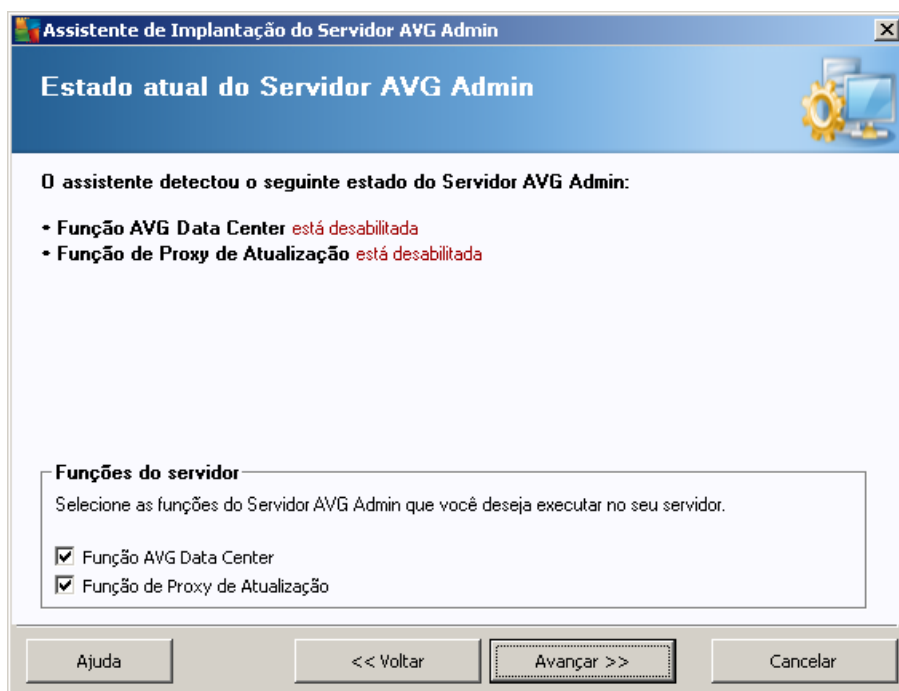 Assistente de Implantação do Servidor AVG Admin
Estado atual do Servidor AVG Admin
O assistente detectou o seguinte estado do Servidor AVG Admin:
• Função AVG Data Center está desabilitada
• Função de Proxy de Atualização está desabilitada
Funções do servidor
Selecione as funções do Servidor AVG Admin que você deseja executar no seu servidor.
Função AVG Data Center
Função de Proxy de Atualização
Ajuda
<< Voltar
Avançar >>
Cancelar